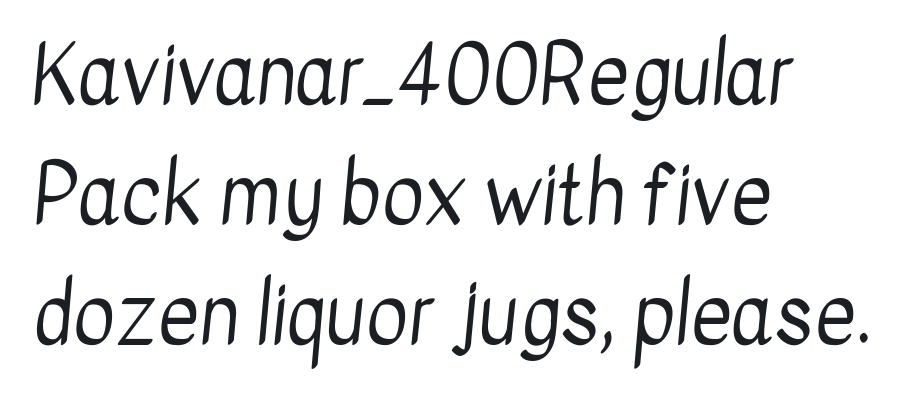 Kavivanar_400Regular
Pack my box with five
dozen liquor jugs, please.